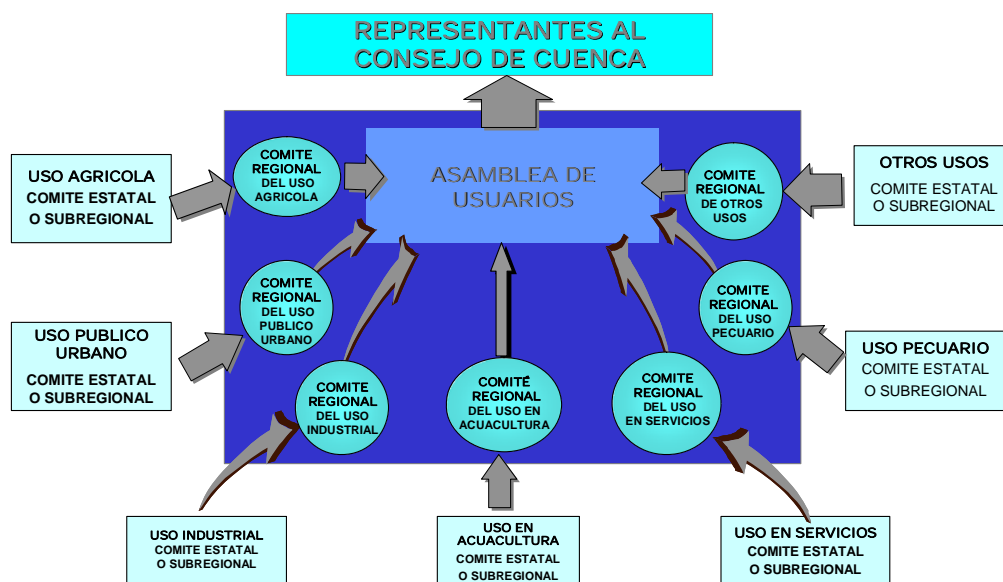 REPRESENTANTES AL
CONSEJO DE CUENCA
ASAMBLEA DE
USUARIOS
USO AGRICOLA
COMITE ESTATAL
O SUBREGIONAL
COMITE
REGIONAL
DEL USO
AGRICOLA
COMITE
REGIONAL
DE OTROS
USOS
OTROS USOS
COMITE ESTATAL
O SUBREGIONAL
USO PUBLICO
URBANO
COMITE ESTATAL
O SUBREGIONAL
COMITE
REGIONAL
DEL USO
PUBLICO
URBANO
COMITE
REGIONAL
DEL USO
PECUARIO
USO PECUARIO
COMITE ESTATAL
O SUBREGIONAL
COMITE
REGIONAL
DEL USO
INDUSTRIAL
COMITÉ
REGIONAL
DEL USO EN
ACUACULTURA
COMITE
REGIONAL
DEL USO
EN SERVICIOS
USO INDUSTRIAL
COMITE ESTATAL
O SUBREGIONAL
USO EN
ACUACULTURA
COMITE ESTATAL
O SUBREGIONAL
USO EN SERVICIOS
COMITE ESTATAL
O SUBREGIONAL